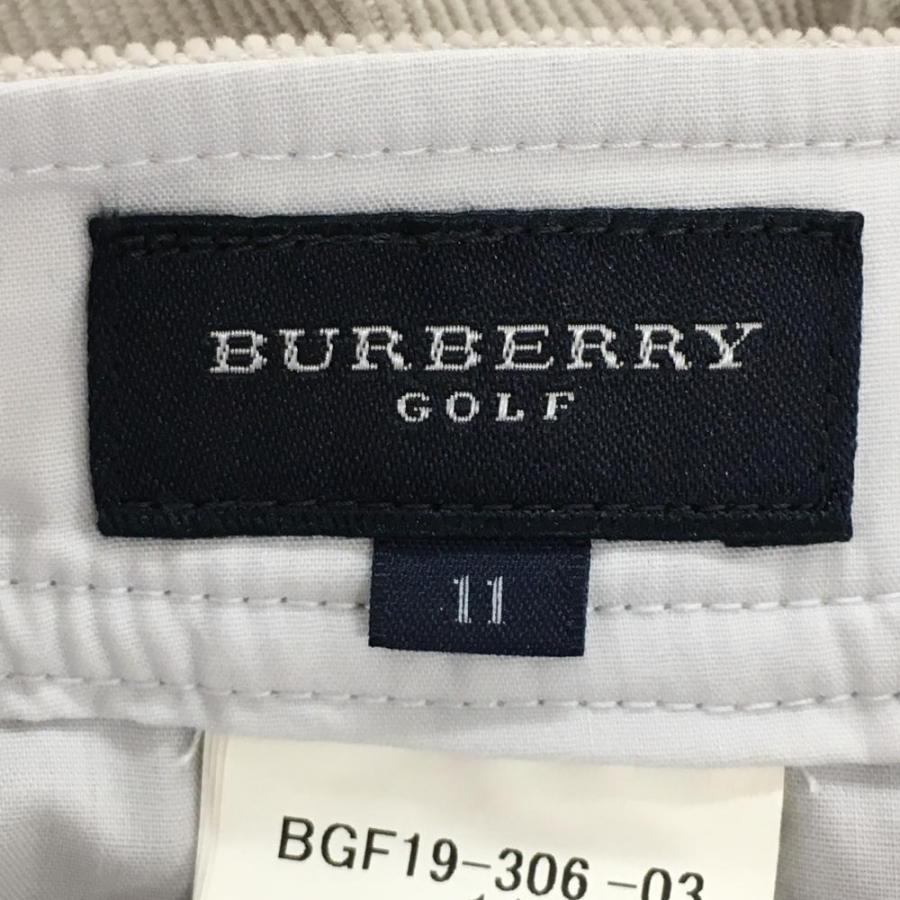 BURBERRY
GOLF
11
BGF19-306-03